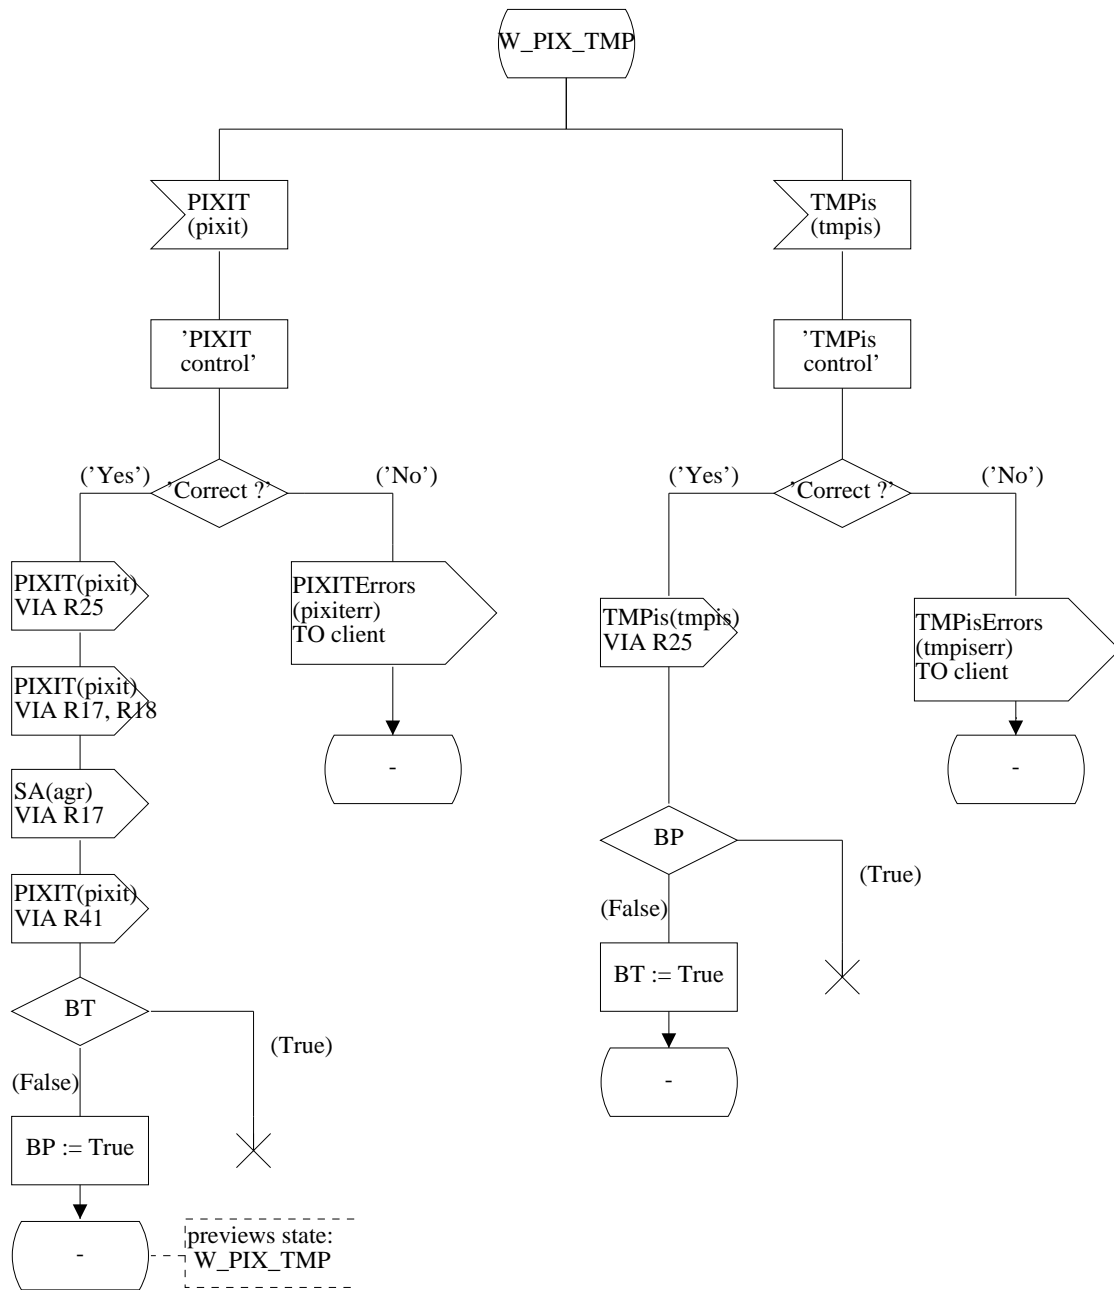 W_PIX_TMP
PIXIT
(pixit)
TMPis
(tmpis)
’PIXIT
control’
’TMPis
control’
(’Yes’)
’Correct ?’
(’No’)
(’Yes’)
’Correct ?’
(’No’)
PIXIT(pixit)
VIA R25
PIXITErrors
(pixiterr)
TO client
TMPis(tmpis)
VIA R25
TMPisErrors
(tmpiserr)
TO client
PIXIT(pixit)
VIA R17, R18
-
-
SA(agr)
VIA R17
BP
(True)
(False)
PIXIT(pixit)
VIA R41
BT := True
BT
(True)
(False)
-
BP := True
-
previews state:
W_PIX_TMP